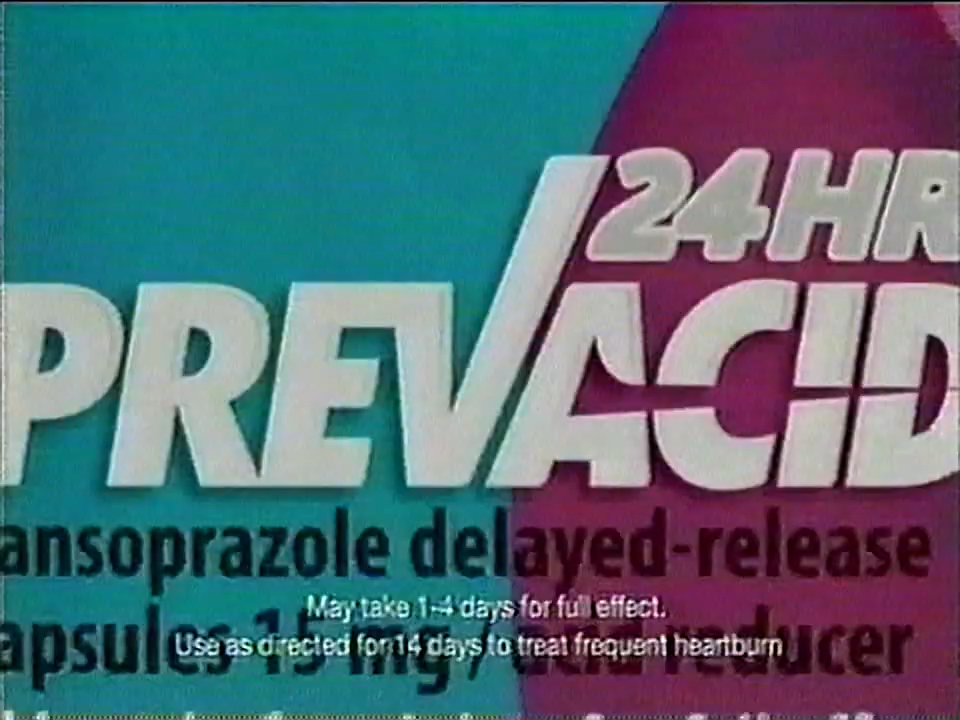 24HR
PREVACID
ansoprazole delayed-release
May take 1-4 days for full effect.
apsules 15 mg / acid reducer
Use as directed for 14 days to treat frequent heartburn